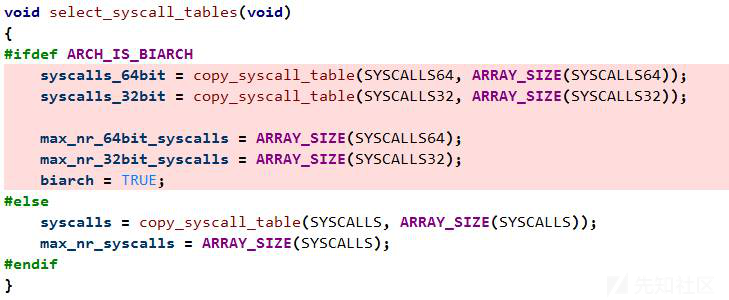 void select_syscall_tables(void)
{
#ifdef ARCH_IS_BIARCH
    syscalls_64bit = copy_syscall_table(SYSCALLS64, ARRAY_SIZE(SYSCALLS64));
    syscalls_32bit = copy_syscall_table(SYSCALLS32, ARRAY_SIZE(SYSCALLS32));

    max_nr_64bit_syscalls = ARRAY_SIZE(SYSCALLS64);
    max_nr_32bit_syscalls = ARRAY_SIZE(SYSCALLS32);
    biarch = TRUE;
#else
    syscalls = copy_syscall_table(SYSCALLS, ARRAY_SIZE(SYSCALLS));
    max_nr_syscalls = ARRAY_SIZE(SYSCALLS);
#endif
}
先知社区